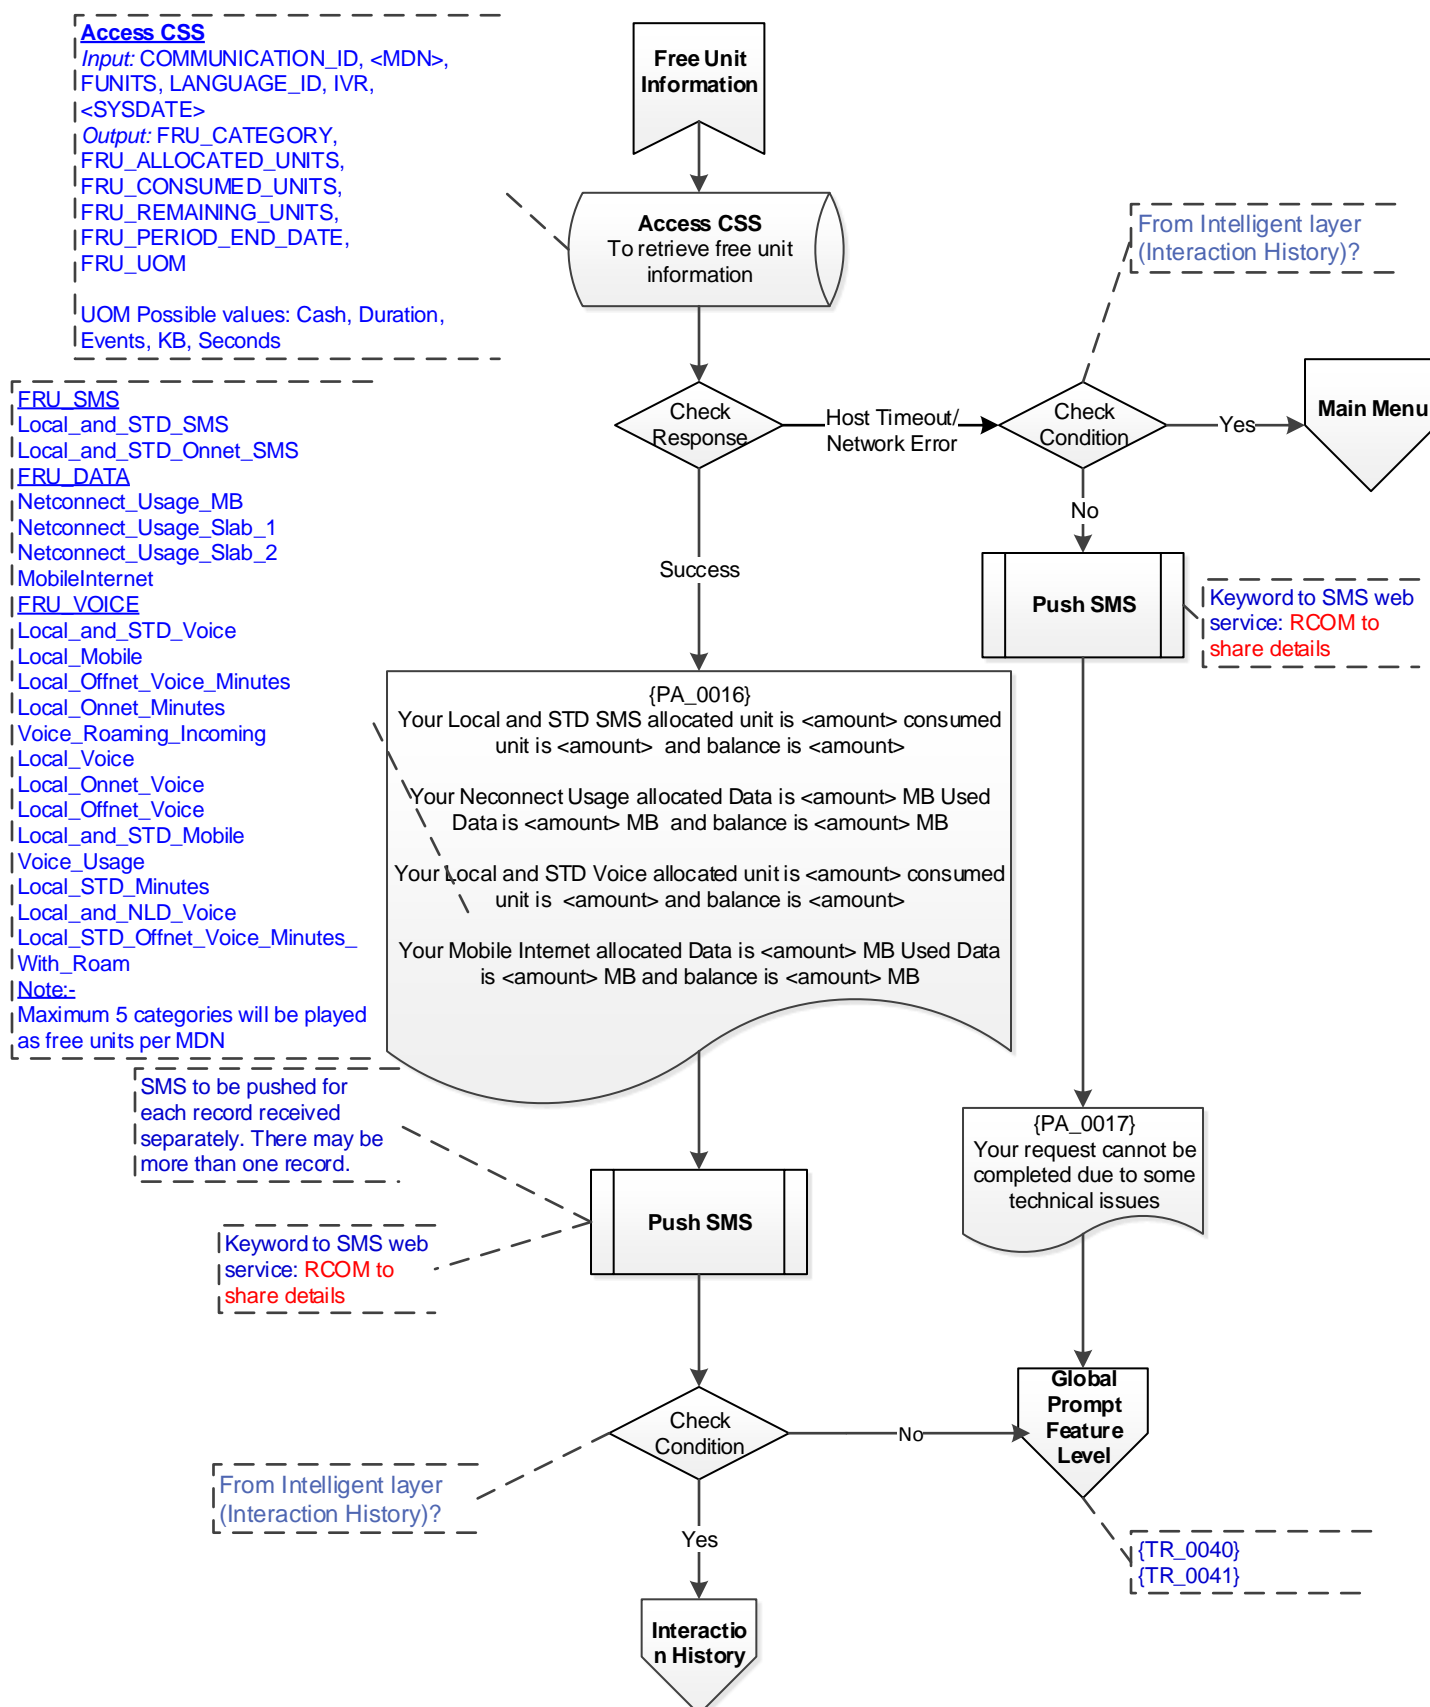 Access CSS
Input: COMMUNICATION_ID, <MDN>,
FUNITS, LANGUAGE_ID, IVR,
<SYSDATE>
Output: FRU_CATEGORY,
FRU_ALLOCATED_UNITS,
FRU_CONSUMED_UNITS,
FRU_REMAINING_UNITS,
FRU_PERIOD_END_DATE,
FRU_UOM
UOM Possible values: Cash, Duration,
Events, KB, Seconds
Free Unit
Information
Access CSS
To retrieve free unit
information
From Intelligent layer
(Interaction History)?
Check
Response
Host Timeout/
Network Error
Check
Condition
Yes
Main Menu
No
Success
Push SMS
Keyword to SMS web
service: RCOM to
share details
FRU_SMS
Local_and_STD_SMS
Local_and_STD_Onnet_SMS
FRU_DATA
Netconnect_Usage_MB
Netconnect_Usage_Slab_1
Netconnect_Usage_Slab_2
MobileInternet
FRU_VOICE
Local_and_STD_Voice
Local_Mobile
Local_Offnet_Voice_Minutes
Local_Onnet_Minutes
Voice_Roaming_Incoming
Local_Voice
Local_Onnet_Voice
Local_Offnet_Voice
Local_and_STD_Mobile
Voice_Usage
Local_STD_Minutes
Local_and_NLD_Voice
Local_STD_Offnet_Voice_Minutes_
With_Roam
Note:-
Maximum 5 categories will be played
as free units per MDN
{PA_0016}
Your Local and STD SMS allocated unit is <amount> consumed
unit is <amount> and balance is <amount>
Your Neconnect Usage allocated Data is <amount> MB Used
Data is <amount> MB and balance is <amount> MB
Your Local and STD Voice allocated unit is <amount> consumed
unit is <amount> and balance is <amount>
Your Mobile Internet allocated Data is <amount> MB Used Data
is <amount> MB and balance is <amount> MB
SMS to be pushed for
each record received
separately. There may be
more than one record.
{PA_0017}
Your request cannot be
completed due to some
technical issues
Push SMS
Keyword to SMS web
service: RCOM to
share details
Check
Condition
No
Global
Prompt
Feature
Level
From Intelligent layer
(Interaction History)?
Yes
{TR_0040}
{TR_0041}
Interactio
n History